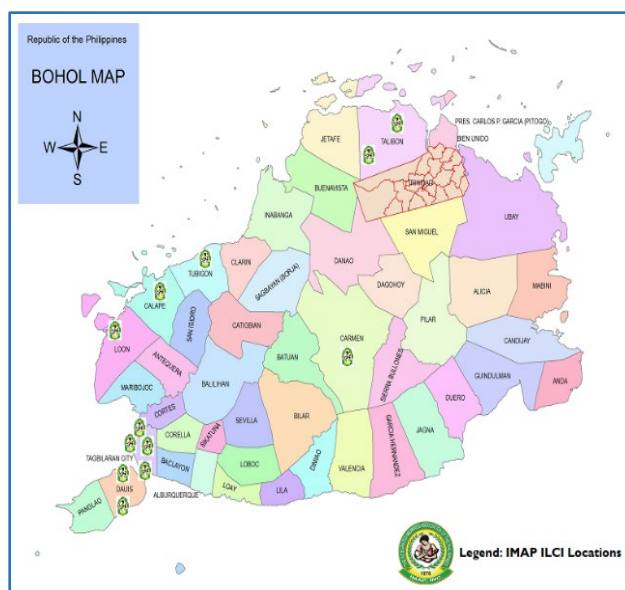 Republic of the Philippines
BOHOL MAP
N
W
E
S
PRES. CARLOS P. GARCIA (PITOGO)
TALIBON
BIEN UNIDO
JETAFE
BUENAVISTA
TRINIDAD
INABANGA
UBAY
SAN MIGUEL
CLARIN
DANAO
TUBIGON
SAGBAYAN (BORJA)
DAGOHOY
ALICIA
MABINI
CALAPE
SAN ISIDRO
CATIGBIAN
CARMEN
PILAR
LOON
ANTEQUERA
BATUAN
SIERRA BULLONES
CANDIJAY
BALILIHAN
MARIBOJOC
GUINDULMAN
ANDA
DUERO
CORTES
SEVILLA
BILAR
CORELLA
SIKATUNA
GARCIA HERNANDEZ
JAGNA
TAGBILARAN CITY
BACLAYON
LOBOC
DIMIAO
VALENCIA
DAUIS
ALBURQUERQUE
LOAY
LILA
PANGLAO
1974
IMAP, INC.
Legend: IMAP ILCI Locations